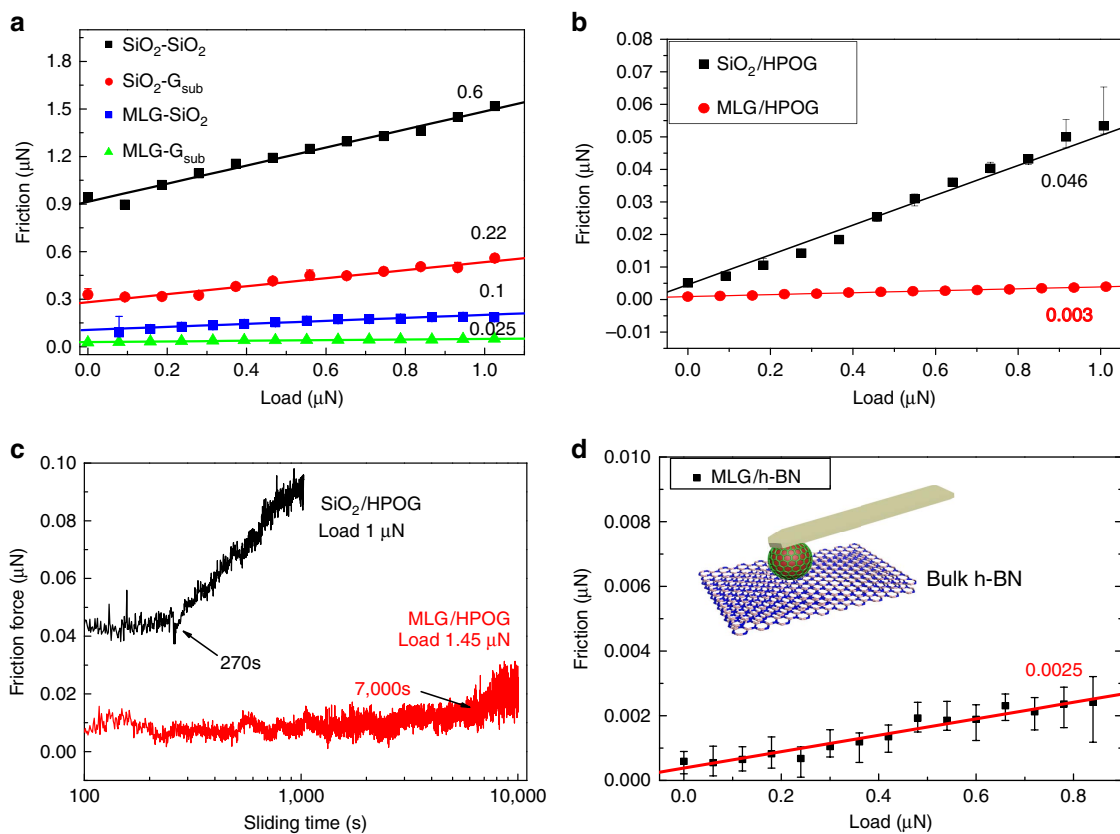 a
SiO2-SiO2
SiO2-Gsub
MLG-SiO2
MLG-Gsub
0.6
0.22
0.1
0.025
1.8
1.5
1.2
0.9
0.6
0.3
0.0
Friction (μN)
0.0 0.2 0.4 0.6 0.8 1.0
Load (μN)
b
SiO2/HPOG
MLG/HPOG
0.046
0.003
0.08
0.07
0.06
0.05
0.04
0.03
0.02
0.01
0.00
–0.01
Friction (μN)
0.0 0.2 0.4 0.6 0.8 1.0
Load (μN)
c
SiO2/HPOG
Load 1 μN
MLG/HPOG
Load 1.45 μN
270s
7,000s
0.10
0.08
0.06
0.04
0.02
0.00
Friction force (μN)
100 1,000 10,000
Sliding time (s)
d
MLG/h-BN
Bulk h-BN
0.0025
0.010
0.008
0.006
0.004
0.002
0.000
Friction (μN)
0.0 0.2 0.4 0.6 0.8
Load (μN)